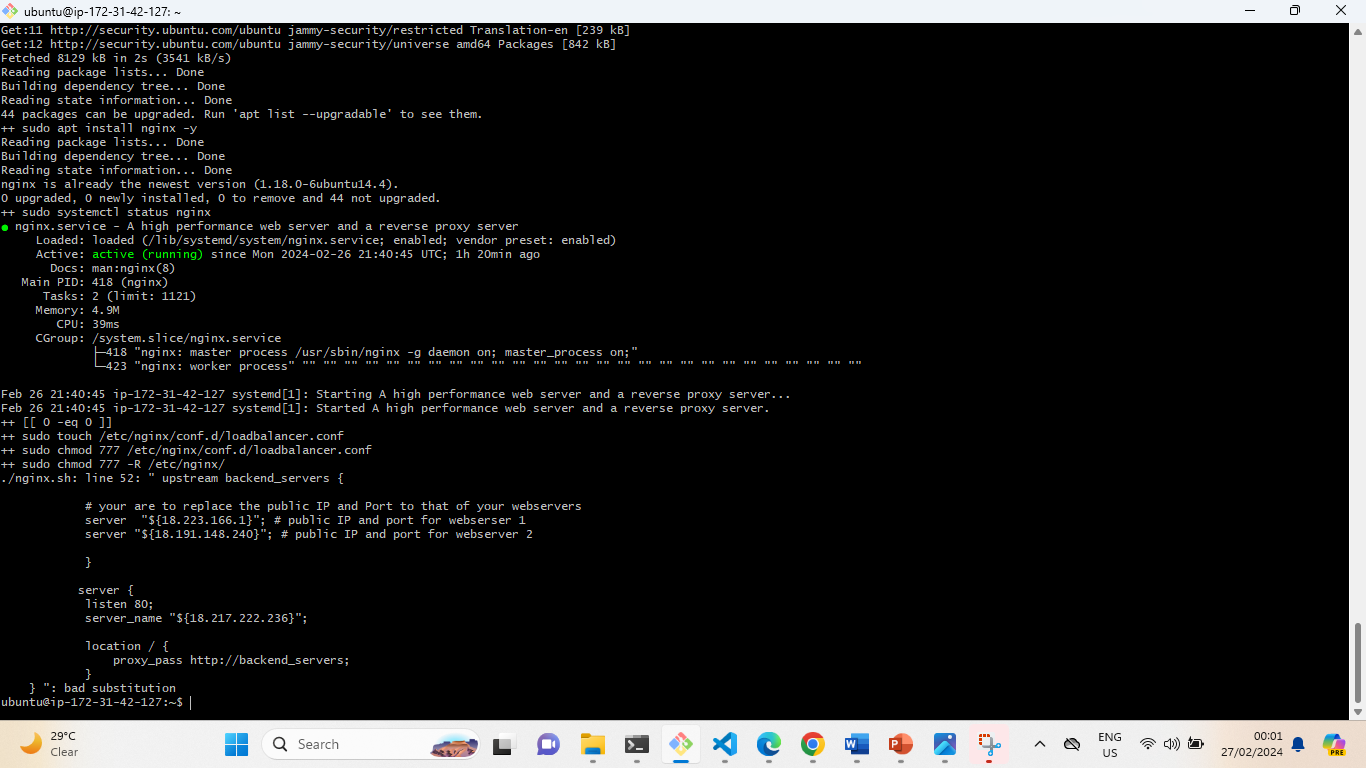 ubuntu@ip-172-31-42-127: ~
Get:11 http://security.ubuntu.com/ubuntu jammy-security/restricted Translation-en [239 kB]
Get:12 http://security.ubuntu.com/ubuntu jammy-security/universe amd64 Packages [842 kB]
Fetched 8129 kB in 2s (3541 kB/s)
Reading package lists... Done
Building dependency tree... Done
Reading state information... Done
44 packages can be upgraded. Run 'apt list --upgradable' to see them.
++ sudo apt install nginx -y
Reading package lists... Done
Building dependency tree... Done
Reading state information... Done
nginx is already the newest version (1.18.0-6ubuntu14.4).
0 upgraded, 0 newly installed, 0 to remove and 44 not upgraded.
++ sudo systemctl status nginx
● nginx.service - A high performance web server and a reverse proxy server
Loaded: loaded (/lib/systemd/system/nginx.service; enabled; vendor preset: enabled)
Active: active (running) since Mon 2024-02-26 21:40:45 UTC; 1h 20min ago
Docs: man:nginx(8)
Main PID: 418 (nginx)
Tasks: 2 (limit: 1121)
Memory: 4.9M
CPU: 39ms
CGroup: /system.slice/nginx.service
├─418 "nginx: master process /usr/sbin/nginx -g daemon on; master_process on;"
└─423 "nginx: worker process" "" "" "" "" "" "" "" "" "" "" "" "" "" "" "" "" "" "" "" "" "" "" "" "" "" "" ""
Feb 26 21:40:45 ip-172-31-42-127 systemd[1]: Starting A high performance web server and a reverse proxy server...
Feb 26 21:40:45 ip-172-31-42-127 systemd[1]: Started A high performance web server and a reverse proxy server.
++ [[ 0 -eq 0 ]]
++ sudo touch /etc/nginx/conf.d/loadbalancer.conf
++ sudo chmod 777 /etc/nginx/conf.d/loadbalancer.conf
++ sudo chmod 777 -R /etc/nginx/
./nginx.sh: line 52: " upstream backend_servers {
# your are to replace the public IP and Port to that of your webservers
server  "${18.223.166.1}"; # public IP and port for webserser 1
server "${18.191.148.240}"; # public IP and port for webserver 2
}
server {
listen 80;
server_name "${18.217.222.236}";
location / {
proxy_pass http://backend_servers;
}
} ": bad substitution
ubuntu@ip-172-31-42-127:~$
29°C
Clear
Search
ENG
US
00:01
27/02/2024
PRE